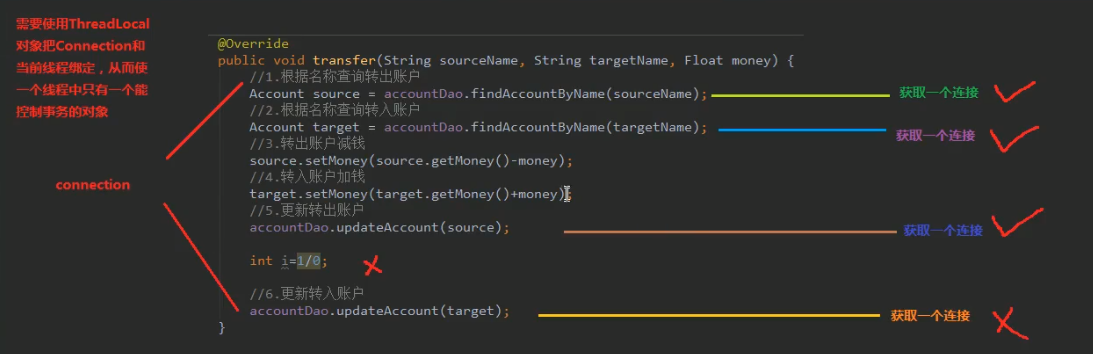 需要使用ThreadLocal
对象把Connection和
当前线程绑定，从而使
一个线程中只有一个能
控制事务的对象
@Override
public void transfer(String sourceName, String targetName, Float money) {
//1.根据名称查询转出账户
Account source = accountDao.findAccountByName(sourceName);
获取一个连接
//2.根据名称查询转入账户
Account target = accountDao.findAccountByName(targetName);
获取一个连接
//3.转出账户减钱
source.setMoney(source.getMoney()-money);
//4.转入账户加钱
connection
target.setMoney(target.getMoney()+money);
//5.更新转出账户
accountDao.updateAccount(source);
获取一个连接
int i=1/0;
//6.更新转入账户
accountDao.updateAccount(target);
获取一个连接
}